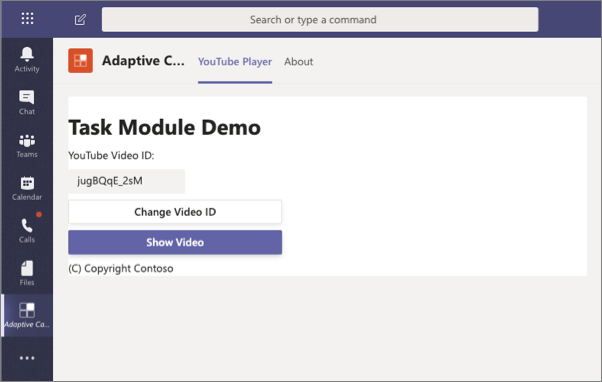 Search or type a command
Activity
Chat
Teams
Calendar
Calls
Files
Adaptive Ca...
Adaptive C...
YouTube Player
About
Task Module Demo
YouTube Video ID:
jugBQqE_2sM
Change Video ID
Show Video
(C) Copyright Contoso